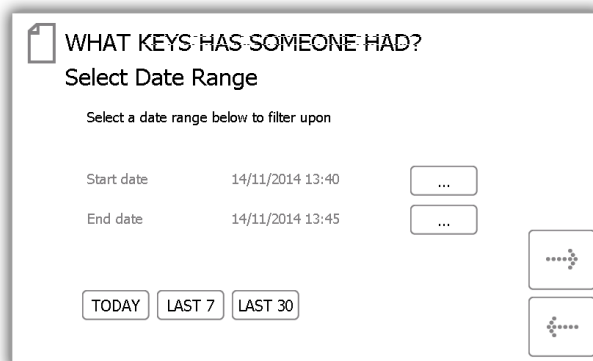 WHAT KEYS HAS SOMEONE HAD?
Select Date Range
Select a date range below to filter upon
Start date 14/11/2014 13:40 ...
End date 14/11/2014 13:45 ...
TODAY LAST 7 LAST 30